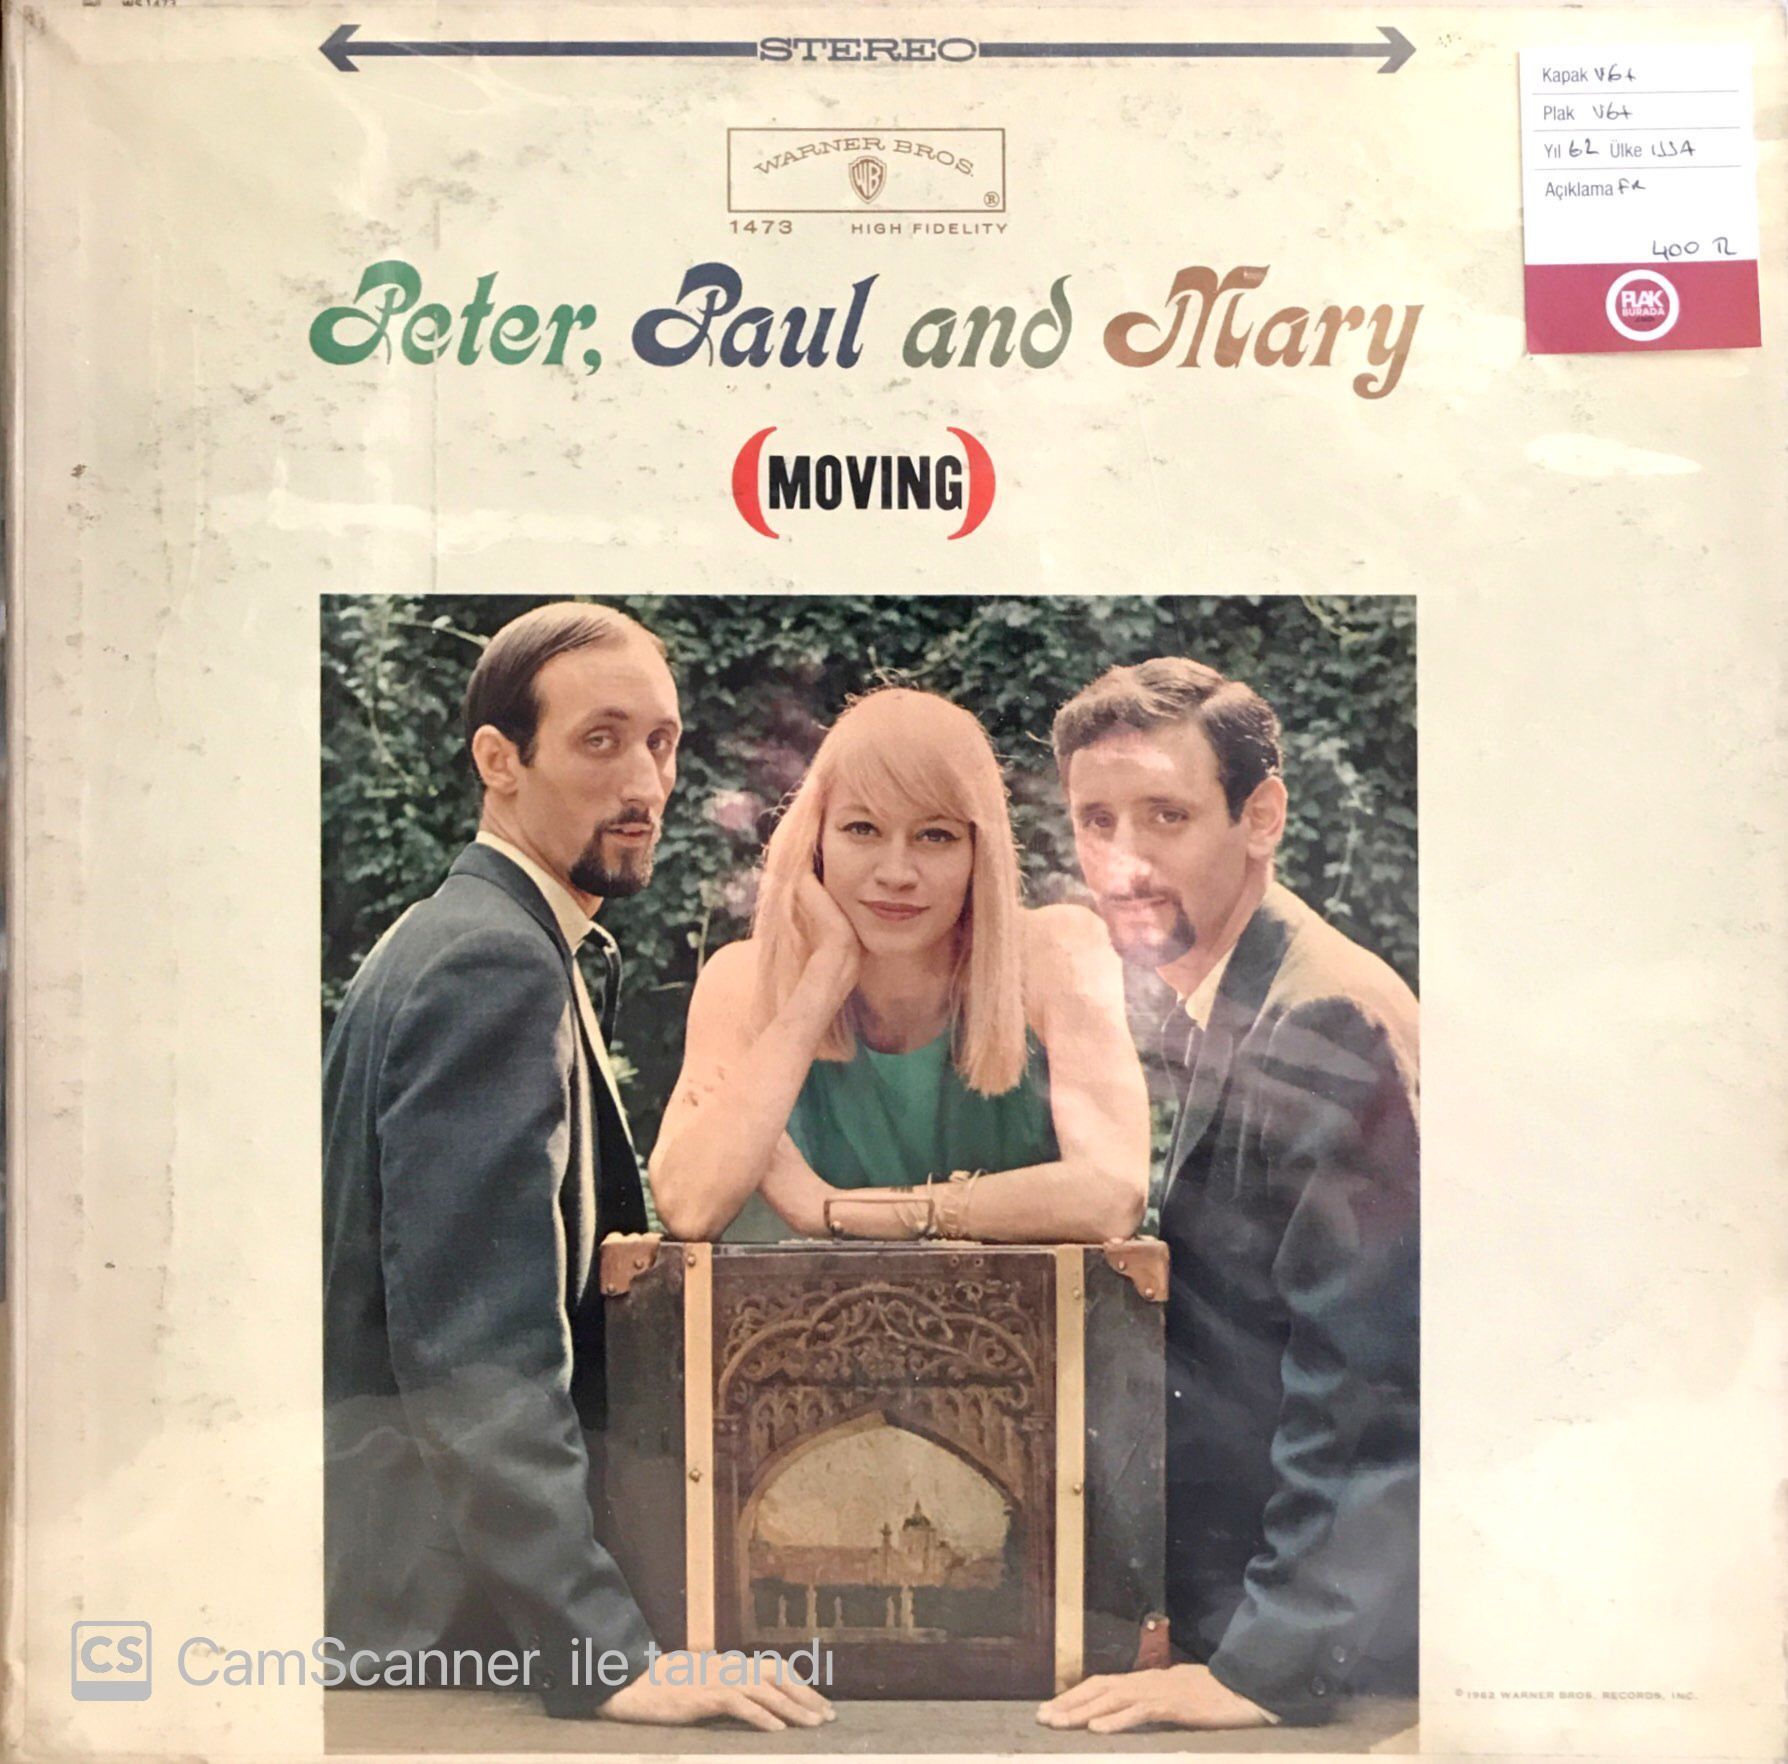 STEREO
WARNER BROS.
WB
®
1473 HIGH FIDELITY
Peter, Paul and Mary
(MOVING)
Kapak VG+
Plak VG+
Yıl 62 Ülke USA
Açıklama FR
400 TL
PLAK
BURADA
CS CamScanner ile tarandı
© 1962 WARNER BROS. RECORDS, INC.